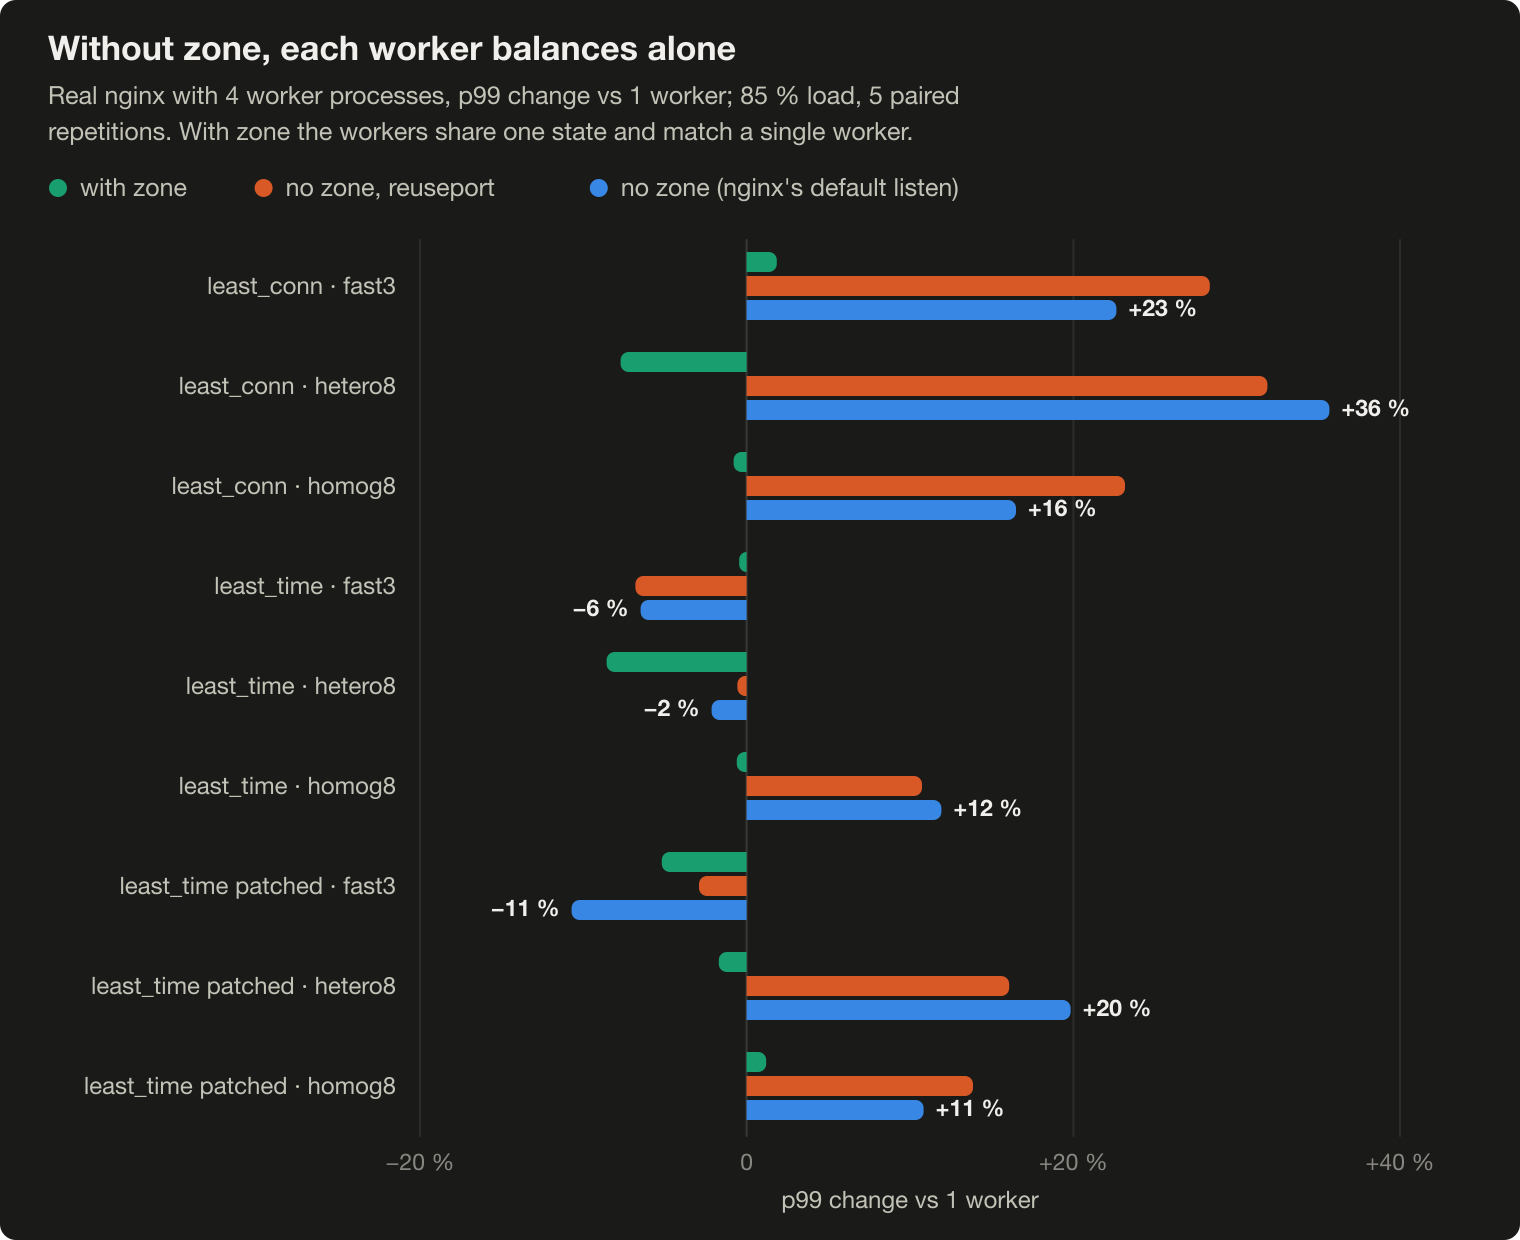 Without zone, each worker balances alone
Real nginx with 4 worker processes, p99 change vs 1 worker; 85 % load, 5 paired
repetitions. With zone the workers share one state and match a single worker.
with zone
no zone, reuseport
no zone (nginx's default listen)
least_conn · fast3
+23 %
least_conn · hetero8
+36 %
least_conn · homog8
+16 %
least_time · fast3
−6 %
least_time · hetero8
−2 %
least_time · homog8
+12 %
least_time patched · fast3
−11 %
least_time patched · hetero8
+20 %
least_time patched · homog8
+11 %
−20 %
0
+20 %
+40 %
p99 change vs 1 worker